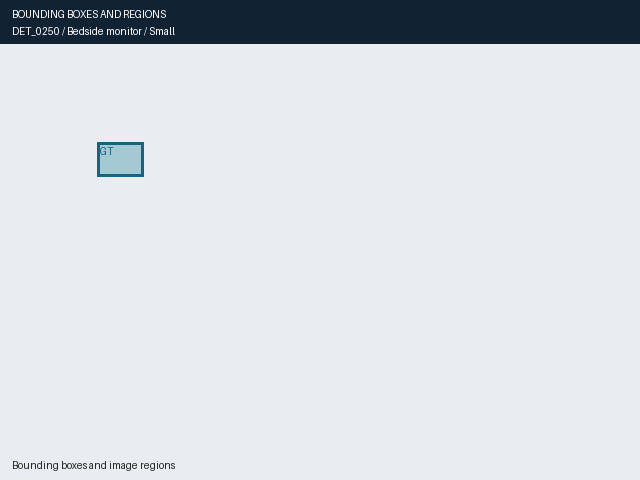 BOUNDING BOXES AND REGIONS
DET_0250 / Bedside monitor / Small
GT
Bounding boxes and image regions